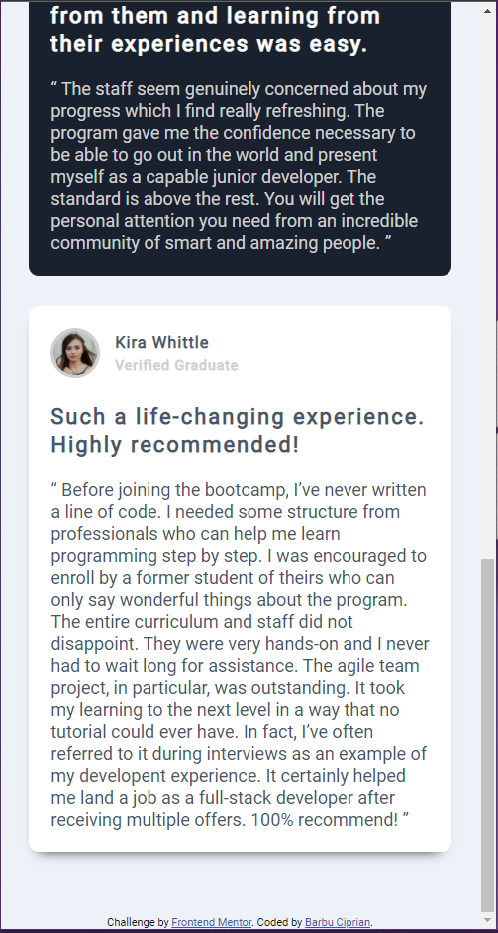 from them and learning from
their experiences was easy.
“ The staff seem genuinely concerned about my
progress which I find really refreshing. The
program gave me the confidence necessary to
be able to go out in the world and present
myself as a capable junior developer. The
standard is above the rest. You will get the
personal attention you need from an incredible
community of smart and amazing people. ”
Kira Whittle
Verified Graduate
Such a life-changing experience.
Highly recommended!
“ Before joining the bootcamp, I’ve never written
a line of code. I needed some structure from
professionals who can help me learn
programming step by step. I was encouraged to
enroll by a former student of theirs who can
only say wonderful things about the program.
The entire curriculum and staff did not
disappoint. They were very hands-on and I never
had to wait long for assistance. The agile team
project, in particular, was outstanding. It took
my learning to the next level in a way that no
tutorial could ever have. In fact, I’ve often
referred to it during interviews as an example of
my developent experience. It certainly helped
me land a job as a full-stack developer after
receiving multiple offers. 100% recommend! ”
Challenge by Frontend Mentor. Coded by Barbu Ciprian.